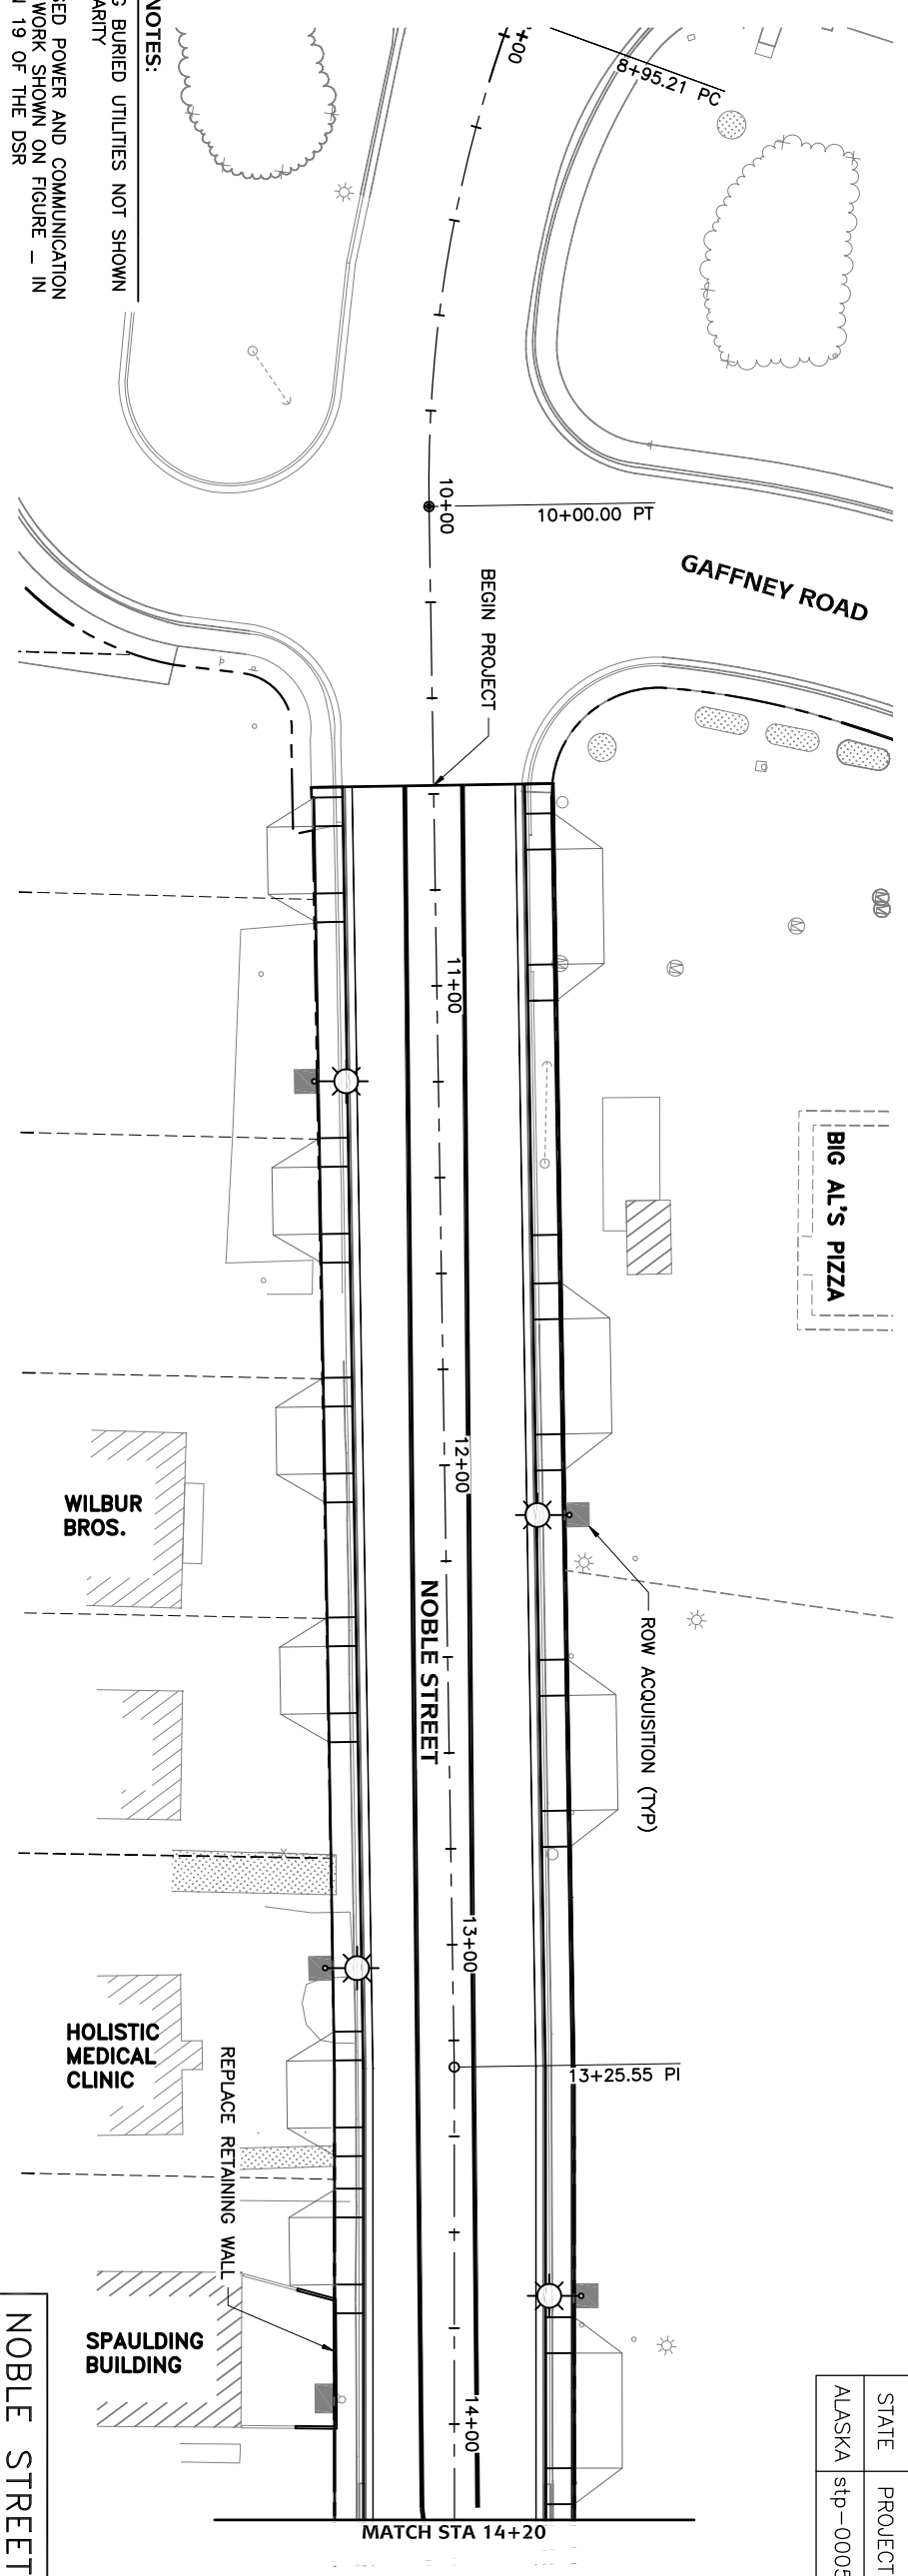 NOTES:
BURIED UTILITIES NOT SHOWN
POWER AND COMMUNICATION
WORK SHOWN ON FIGURE _ IN
19 OF THE DSR
+00
8+95.21 PC
10+00
10+00.00 PT
GAFFNEY ROAD
BEGIN PROJECT
11+00
BIG AL'S PIZZA
12+00
WILBUR
BROS.
NOBLE STREET
ROW ACQUISITION (TYP)
13+00
HOLISTIC
MEDICAL
CLINIC
13+25.55 PI
REPLACE RETAINING WALL
SPAULDING
BUILDING
14+00
MATCH STA 14+20
STATE PROJECT
ALASKA stp-0005
NOBLE STREET